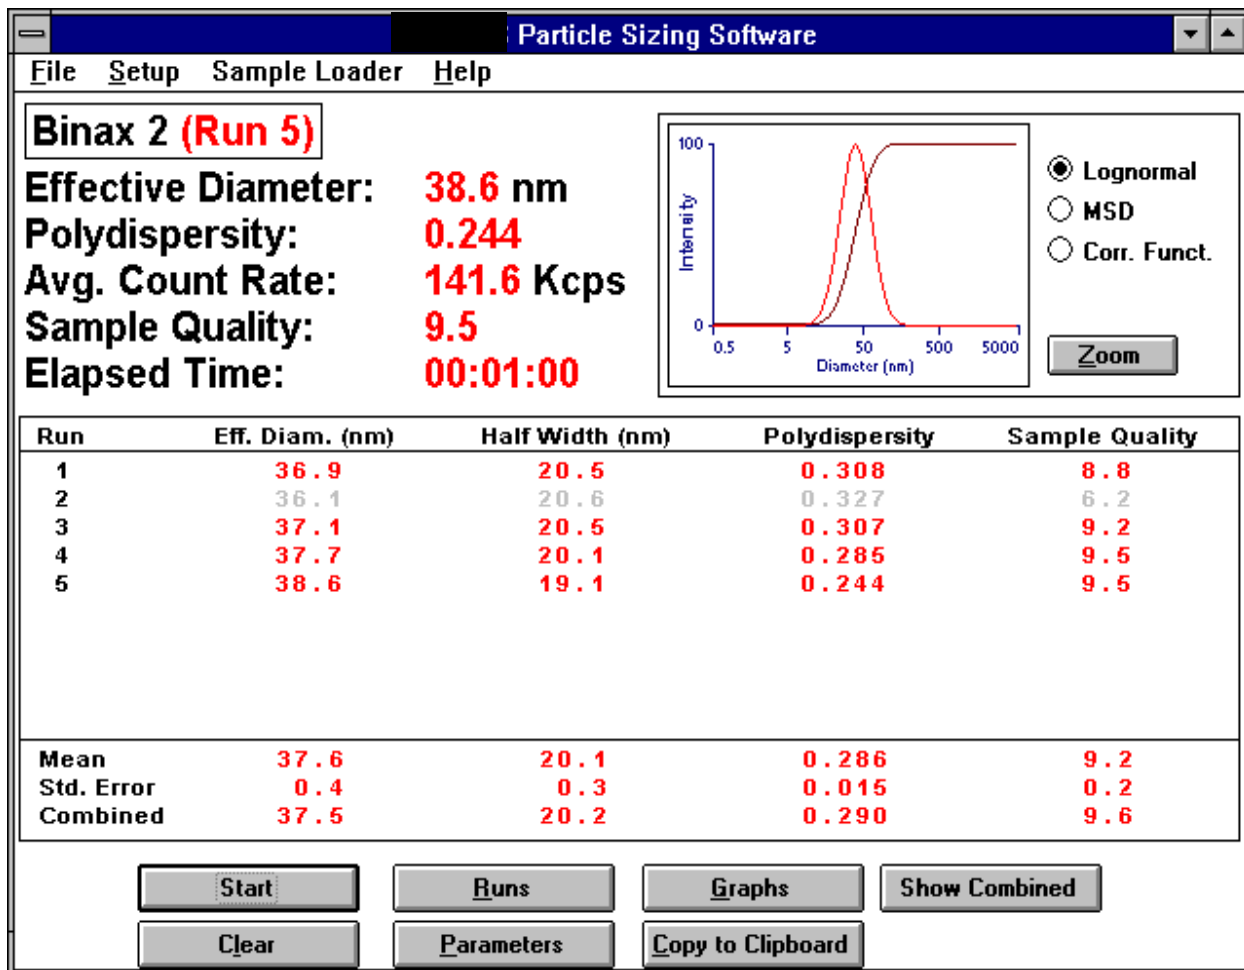 Particle Sizing Software
File Setup Sample Loader Help
Binax 2 (Run 5)
Effective Diameter: 38.6 nm
Polydispersity: 0.244
Avg. Count Rate: 141.6 Kcps
Sample Quality: 9.5
Elapsed Time: 00:01:00
100
Intensity
0
0.5 5 50 500 5000
Diameter (nm)
Lognormal
MSD
Corr. Funct.
Zoom
Run Eff. Diam. (nm) Half Width (nm) Polydispersity Sample Quality
1 36.9 20.5 0.308 8.8
2 36.1 20.6 0.327 6.2
3 37.1 20.5 0.307 9.2
4 37.7 20.1 0.285 9.5
5 38.6 19.1 0.244 9.5
Mean 37.6 20.1 0.286 9.2
Std. Error 0.4 0.3 0.015 0.2
Combined 37.5 20.2 0.290 9.6
Start Runs Graphs Show Combined
Clear Parameters Copy to Clipboard